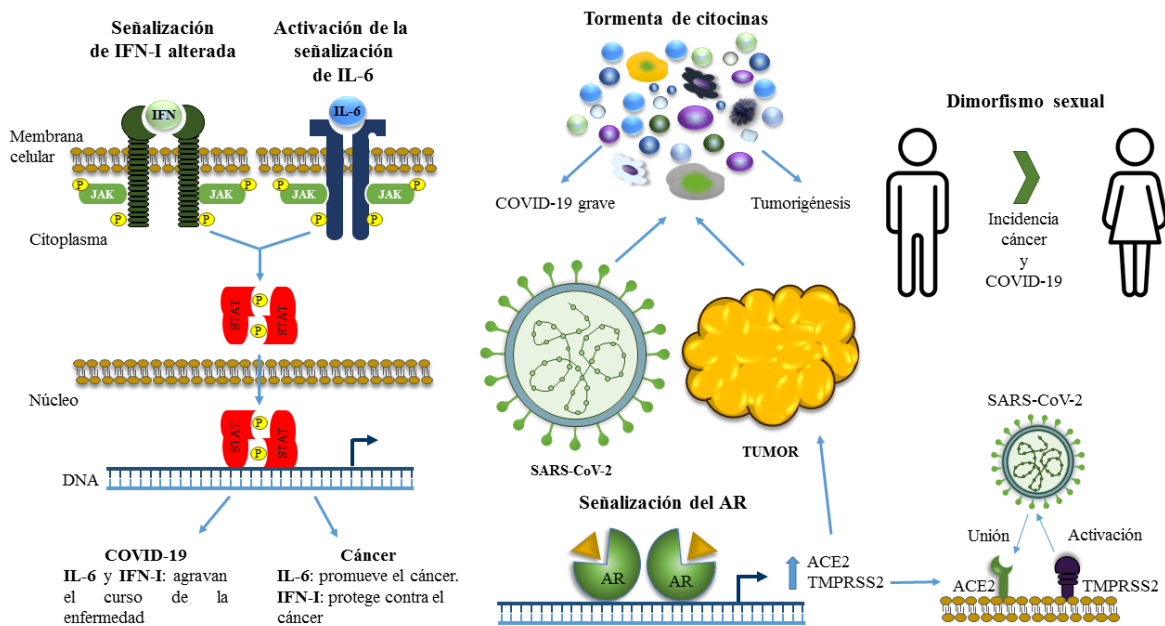 Señalización
de IFN-I alterada
Activación de la
señalización
de IL-6
IFN
IL-6
Membrana
celular
P
JAK
P
P
JAK
P
P
JAK
P
P
JAK
P
Citoplasma
STAT
P
P
STAT
Núcleo
STAT
P
P
STAT
DNA
COVID-19
IL-6 y IFN-I: agravan
el curso de la
enfermedad
Cáncer
IL-6: promueve el cáncer.
IFN-I: protege contra el
cáncer
Tormenta de citocinas
COVID-19 grave
Tumorigénesis
SARS-CoV-2
TUMOR
Señalización del AR
AR
AR
ACE2
TMPRSS2
Dimorfismo sexual
Incidencia
cáncer
y
COVID-19
SARS-CoV-2
Unión
Activación
ACE2
TMPRSS2